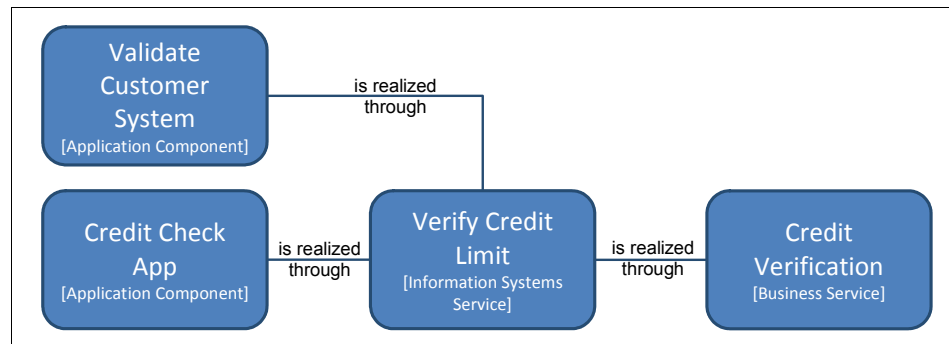 Validate
Customer
System
[Application Component]
is realized
through
Credit Check
App
[Application Component]
is realized
through
Verify Credit
Limit
[Information Systems
Service]
is realized
through
Credit
Verification
[Business Service]